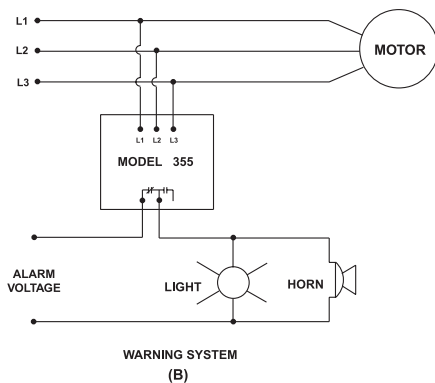 L1
L2
L3
MOTOR
L1 L2 L3
MODEL 355
ALARM
VOLTAGE
LIGHT
HORN
WARNING SYSTEM
(B)